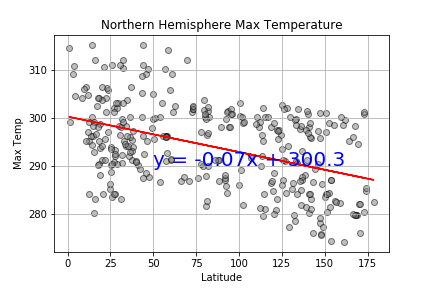 Northern Hemisphere Max Temperature
310
300
290
280
Max Temp
y = -0.07x + 300.3
0 25 50 75 100 125 150 175
Latitude